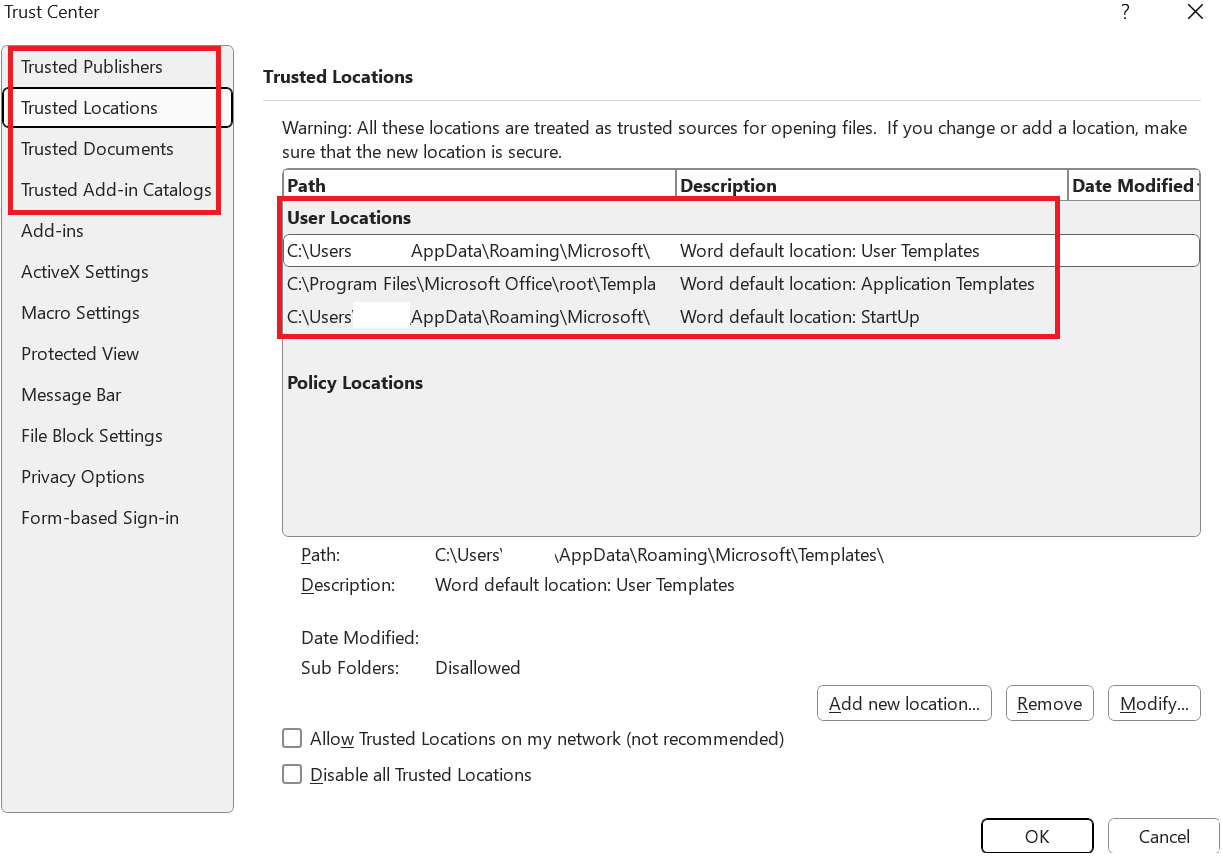 Trust Center
?
Trusted Publishers
Trusted Locations
Trusted Documents
Trusted Add-in Catalogs
Add-ins
ActiveX Settings
Macro Settings
Protected View
Message Bar
File Block Settings
Privacy Options
Form-based Sign-in
Trusted Locations
Warning: All these locations are treated as trusted sources for opening files.  If you change or add a location, make
sure that the new location is secure.
Path Description Date Modified
User Locations
C:\Users AppData\Roaming\Microsoft\ Word default location: User Templates
C:\Program Files\Microsoft Office\root\Templa Word default location: Application Templates
C:\Users\ AppData\Roaming\Microsoft\ Word default location: StartUp
Policy Locations
Path: C:\Users' \AppData\Roaming\Microsoft\Templates\
Description: Word default location: User Templates
Date Modified:
Sub Folders: Disallowed
Add new location... Remove Modify...
Allow Trusted Locations on my network (not recommended)
Disable all Trusted Locations
OK Cancel